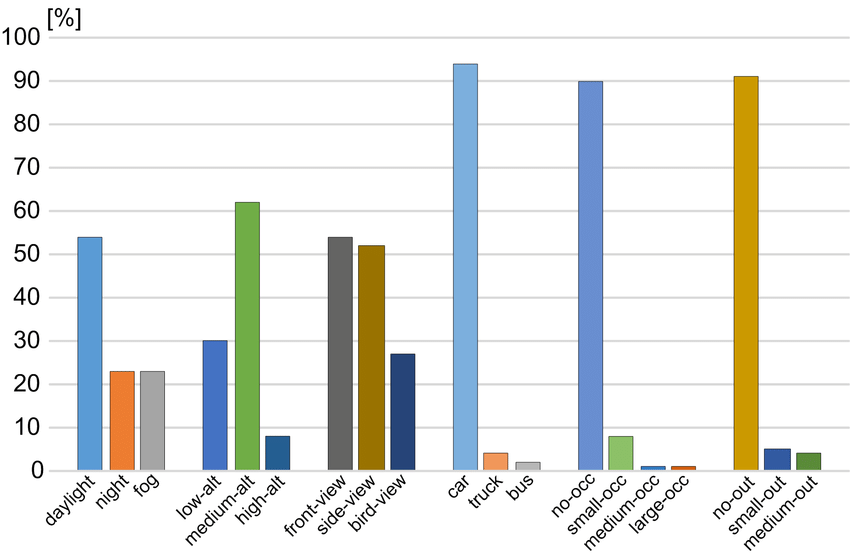 [%]
100
90
80
70
60
50
40
30
20
10
0
daylight
night
fog
low-alt
medium-alt
high-alt
front-view
side-view
bird-view
car
truck
bus
no-occ
small-occ
medium-occ
large-occ
no-out
small-out
medium-out